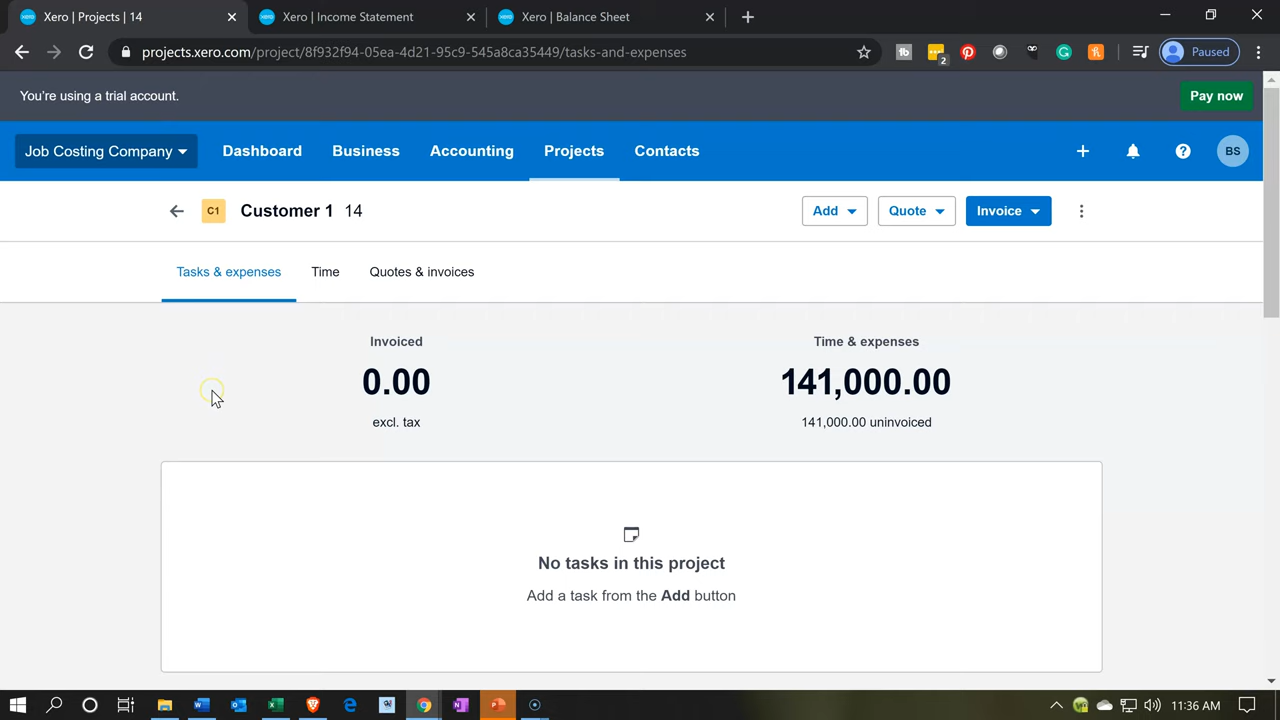 Xero | Projects | 14
Xero | Income Statement
Xero | Balance Sheet
projects.xero.com/project/8f932f94-05ea-4d21-95c9-545a8ca35449/tasks-and-expenses
2
Paused
You're using a trial account.
Pay now
Job Costing Company
Dashboard
Business
Accounting
Projects
Contacts
BS
C1
Customer 1 14
Add
Quote
Invoice
Tasks & expenses
Time
Quotes & invoices
Invoiced
0.00
excl. tax
Time & expenses
141,000.00
141,000.00 uninvoiced
No tasks in this project
Add a task from the Add button
11:36 AM